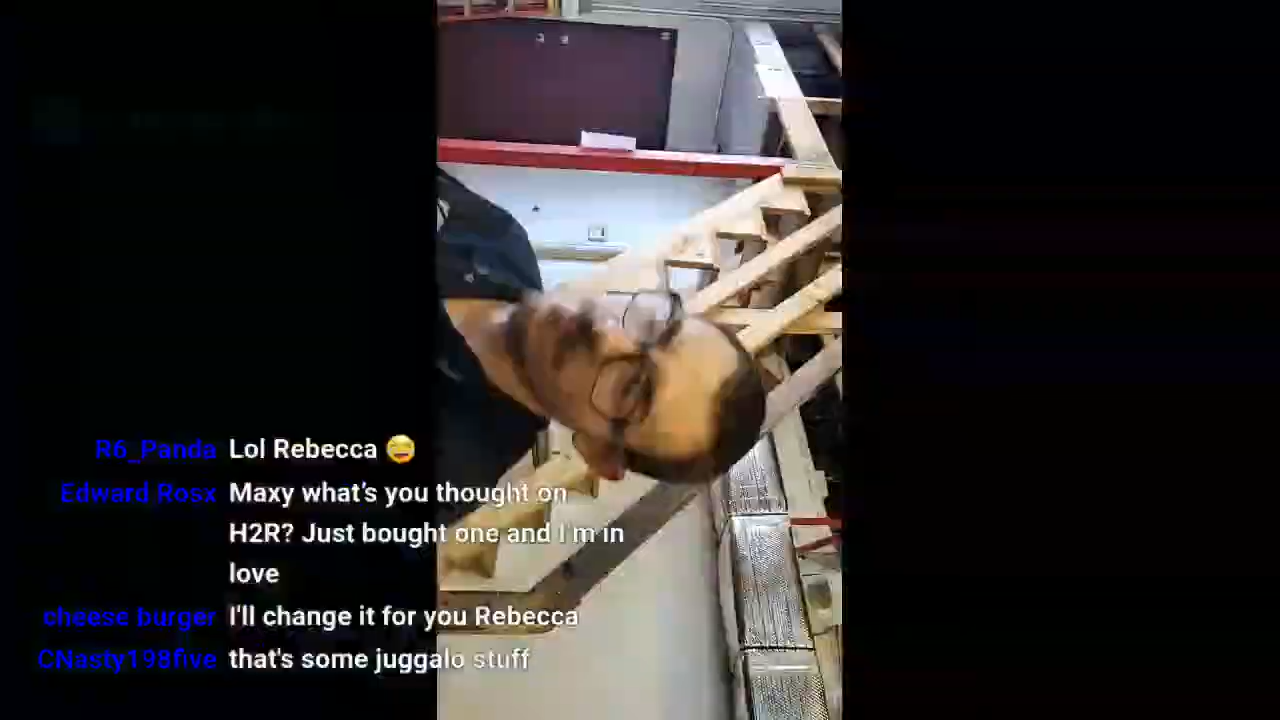 R6_Panda Lol Rebecca 😆
Edward Rosx Maxy what's you thought on
H2R? Just bought one and I'm in
love
cheese burger I'll change it for you Rebecca
CNasty198five that's some juggalo stuff